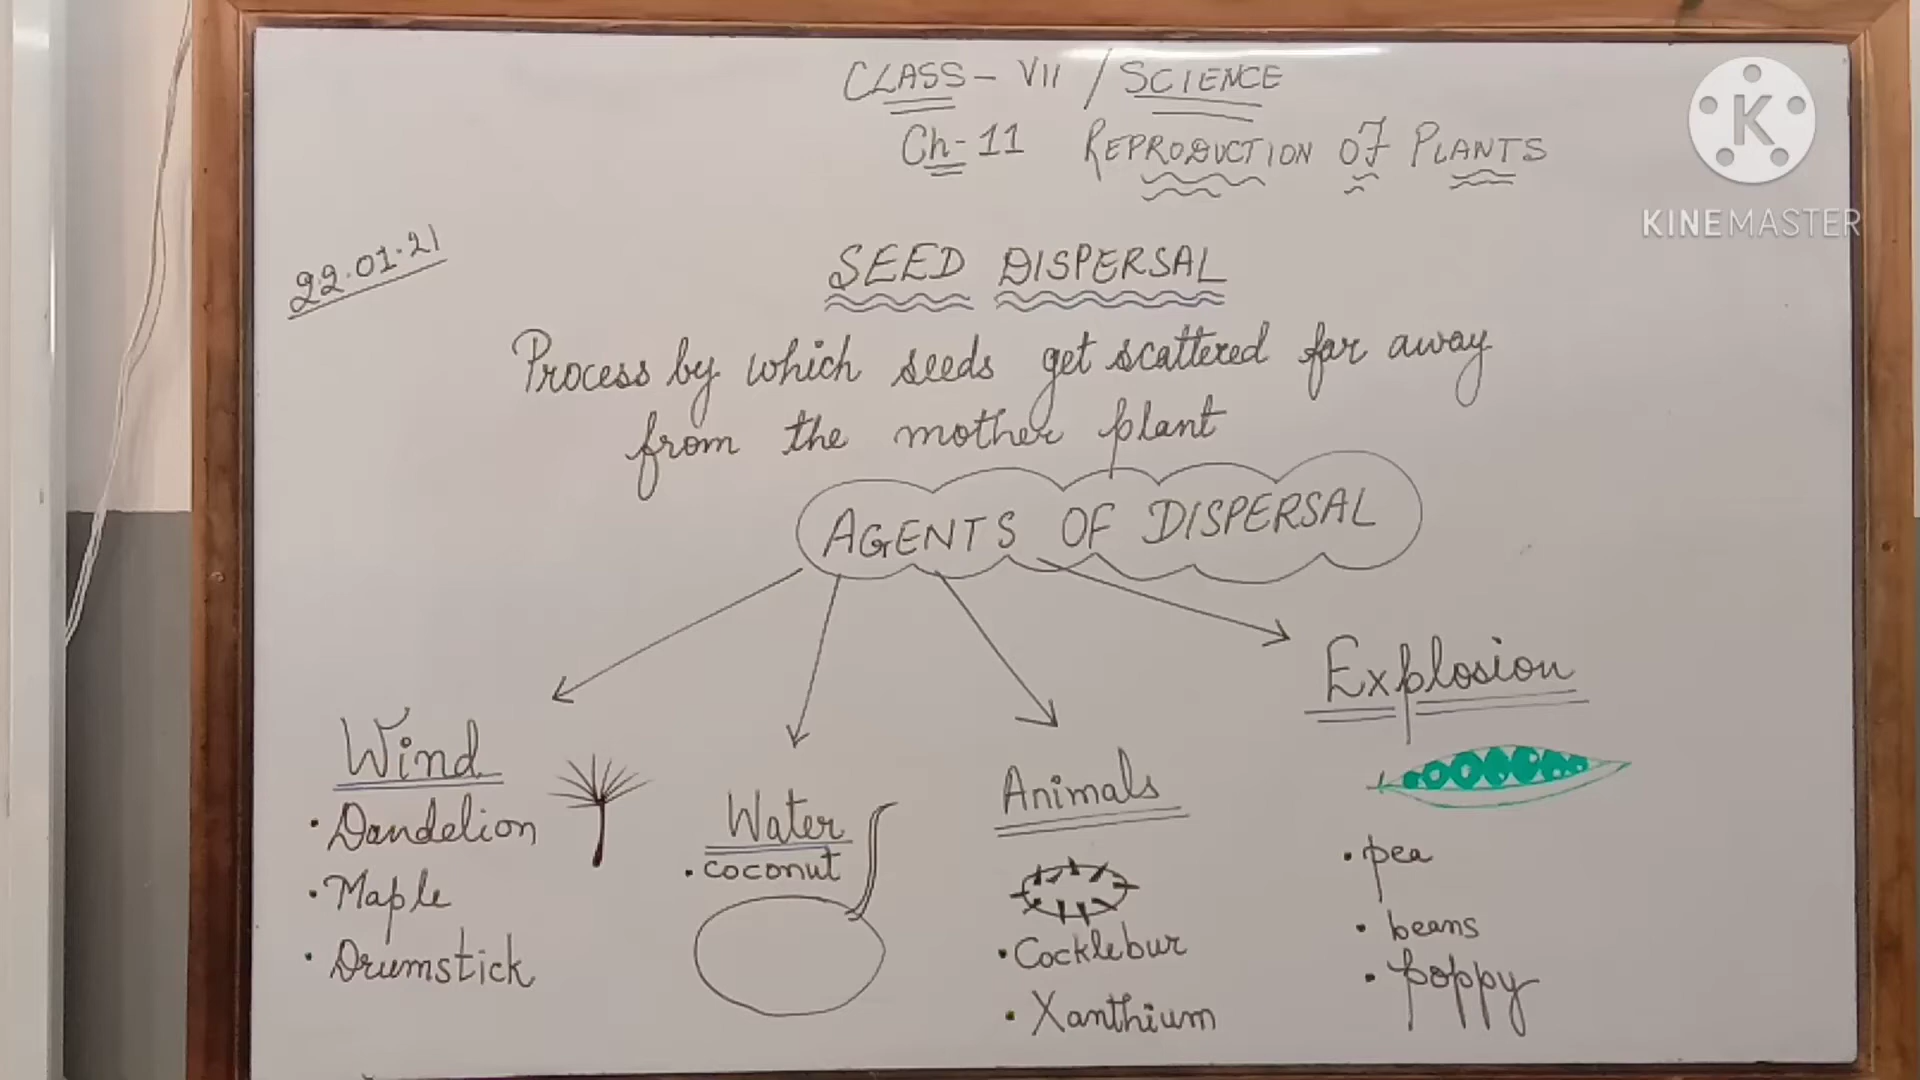 CLASS - VII / SCIENCE
Ch-11 REPRODUCTION OF PLANTS
22.01.21
SEED DISPERSAL
Process by which seeds get scattered far away
from the mother plant
AGENTS OF DISPERSAL
Wind
• Dandelion
• Maple
• Drumstick
Water
• coconut
Animals
• Cocklebur
• Xanthium
Explosion
• pea
• beans
• poppy
K
KINEMASTER